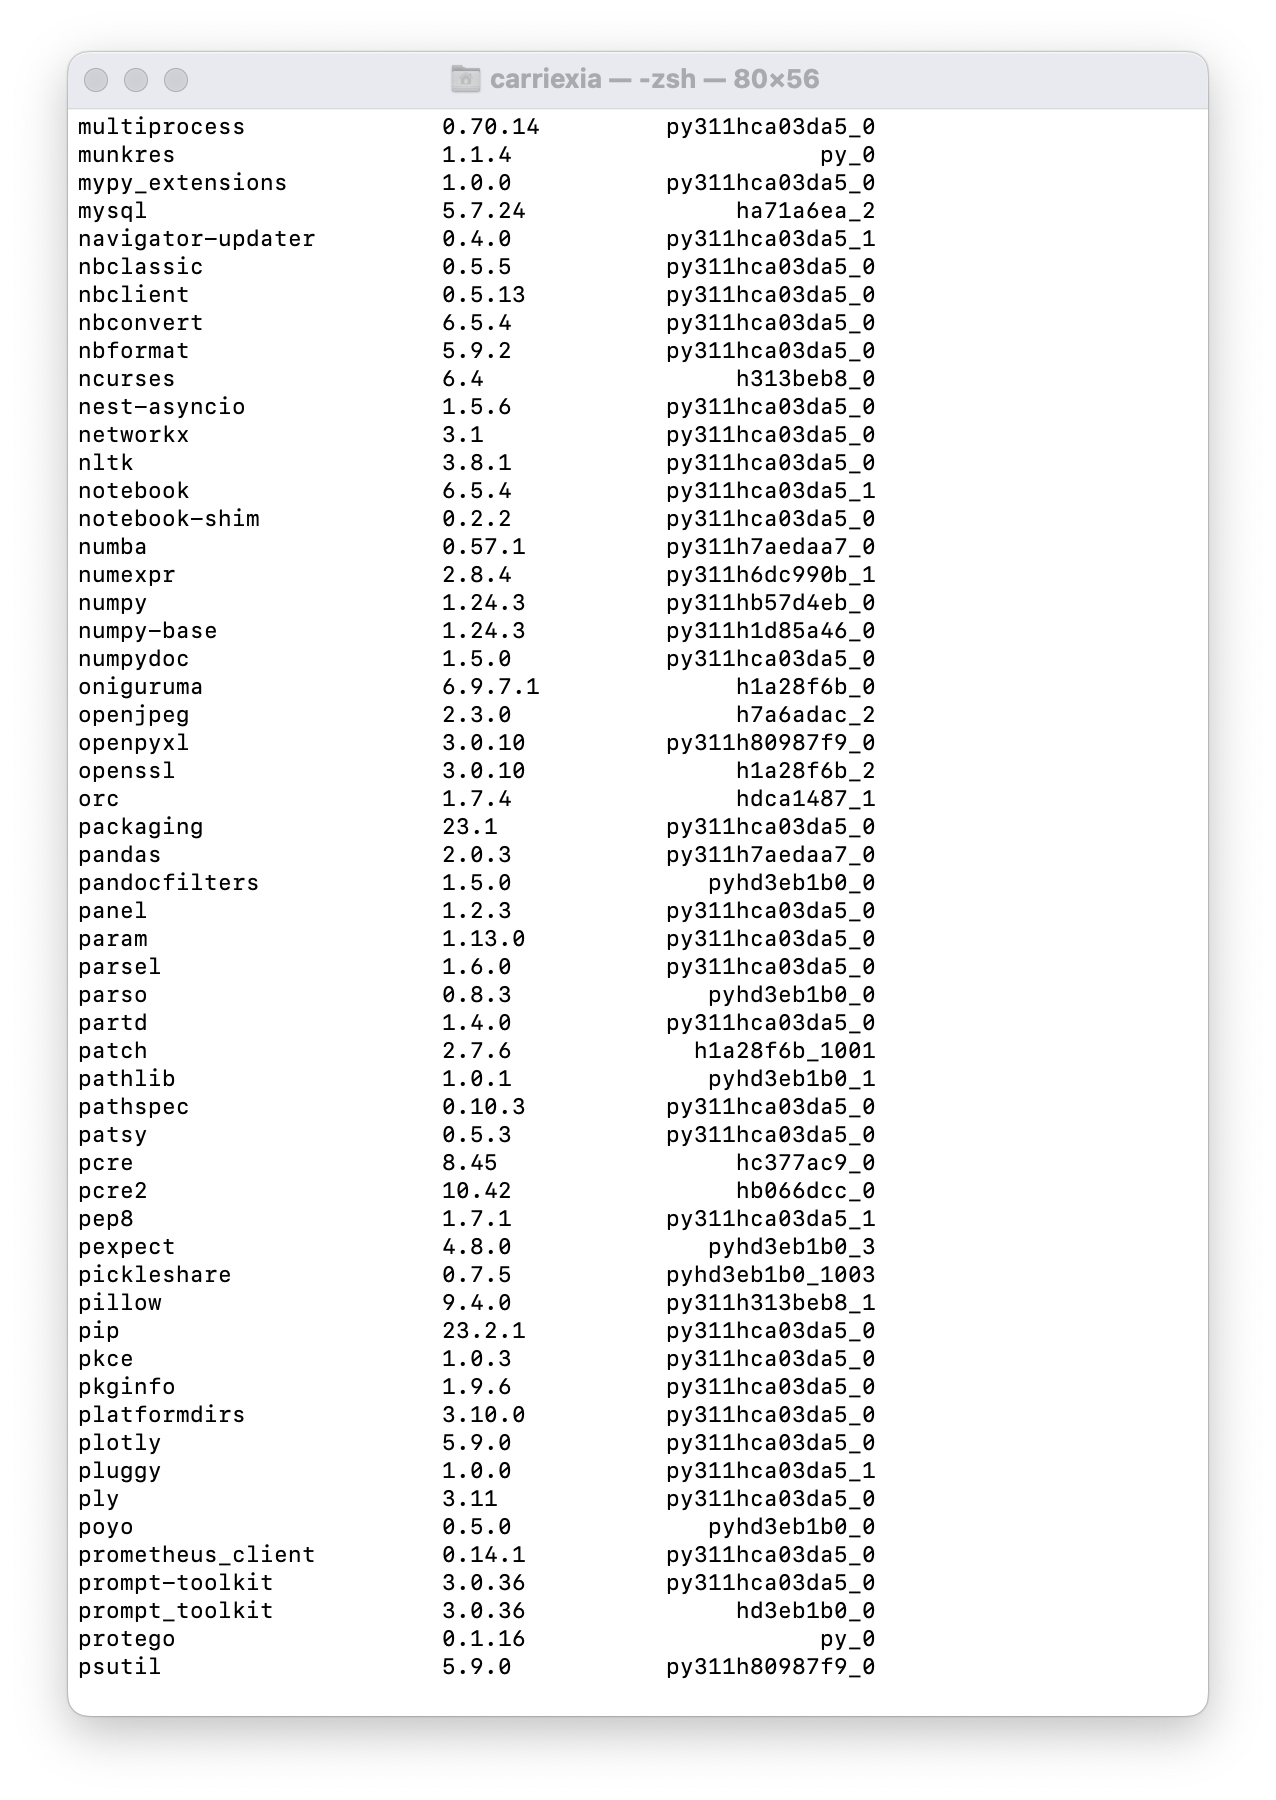 carriexia — -zsh — 80×56
multiprocess 0.70.14 py311hca03da5_0
munkres 1.1.4 py_0
mypy_extensions 1.0.0 py311hca03da5_0
mysql 5.7.24 ha71a6ea_2
navigator-updater 0.4.0 py311hca03da5_1
nbclassic 0.5.5 py311hca03da5_0
nbclient 0.5.13 py311hca03da5_0
nbconvert 6.5.4 py311hca03da5_0
nbformat 5.9.2 py311hca03da5_0
ncurses 6.4 h313beb8_0
nest-asyncio 1.5.6 py311hca03da5_0
networkx 3.1 py311hca03da5_0
nltk 3.8.1 py311hca03da5_0
notebook 6.5.4 py311hca03da5_1
notebook-shim 0.2.2 py311hca03da5_0
numba 0.57.1 py311h7aedaa7_0
numexpr 2.8.4 py311h6dc990b_1
numpy 1.24.3 py311hb57d4eb_0
numpy-base 1.24.3 py311h1d85a46_0
numpydoc 1.5.0 py311hca03da5_0
oniguruma 6.9.7.1 h1a28f6b_0
openjpeg 2.3.0 h7a6adac_2
openpyxl 3.0.10 py311h80987f9_0
openssl 3.0.10 h1a28f6b_2
orc 1.7.4 hdca1487_1
packaging 23.1 py311hca03da5_0
pandas 2.0.3 py311h7aedaa7_0
pandocfilters 1.5.0 pyhd3eb1b0_0
panel 1.2.3 py311hca03da5_0
param 1.13.0 py311hca03da5_0
parsel 1.6.0 py311hca03da5_0
parso 0.8.3 pyhd3eb1b0_0
partd 1.4.0 py311hca03da5_0
patch 2.7.6 h1a28f6b_1001
pathlib 1.0.1 pyhd3eb1b0_1
pathspec 0.10.3 py311hca03da5_0
patsy 0.5.3 py311hca03da5_0
pcre 8.45 hc377ac9_0
pcre2 10.42 hb066dcc_0
pep8 1.7.1 py311hca03da5_1
pexpect 4.8.0 pyhd3eb1b0_3
pickleshare 0.7.5 pyhd3eb1b0_1003
pillow 9.4.0 py311h313beb8_1
pip 23.2.1 py311hca03da5_0
pkce 1.0.3 py311hca03da5_0
pkginfo 1.9.6 py311hca03da5_0
platformdirs 3.10.0 py311hca03da5_0
plotly 5.9.0 py311hca03da5_0
pluggy 1.0.0 py311hca03da5_1
ply 3.11 py311hca03da5_0
poyo 0.5.0 pyhd3eb1b0_0
prometheus_client 0.14.1 py311hca03da5_0
prompt-toolkit 3.0.36 py311hca03da5_0
prompt_toolkit 3.0.36 hd3eb1b0_0
protego 0.1.16 py_0
psutil 5.9.0 py311h80987f9_0